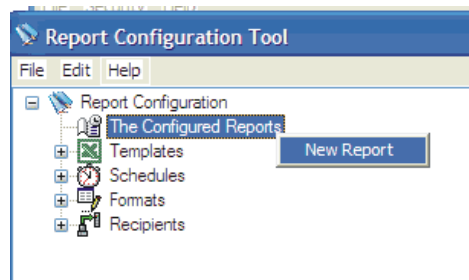 Report Configuration Tool
File Edit Help
Report Configuration
The Configured Reports
New Report
Templates
Schedules
Formats
Recipients